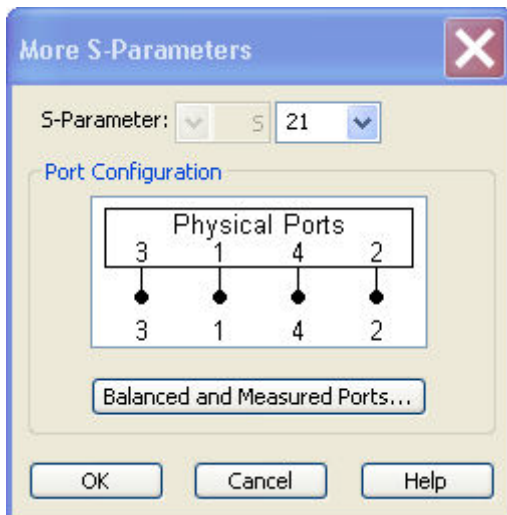 More S-Parameters
S-Parameter: S 21
Port Configuration
Physical Ports
3 1 4 2
3 1 4 2
Balanced and Measured Ports...
OK Cancel Help